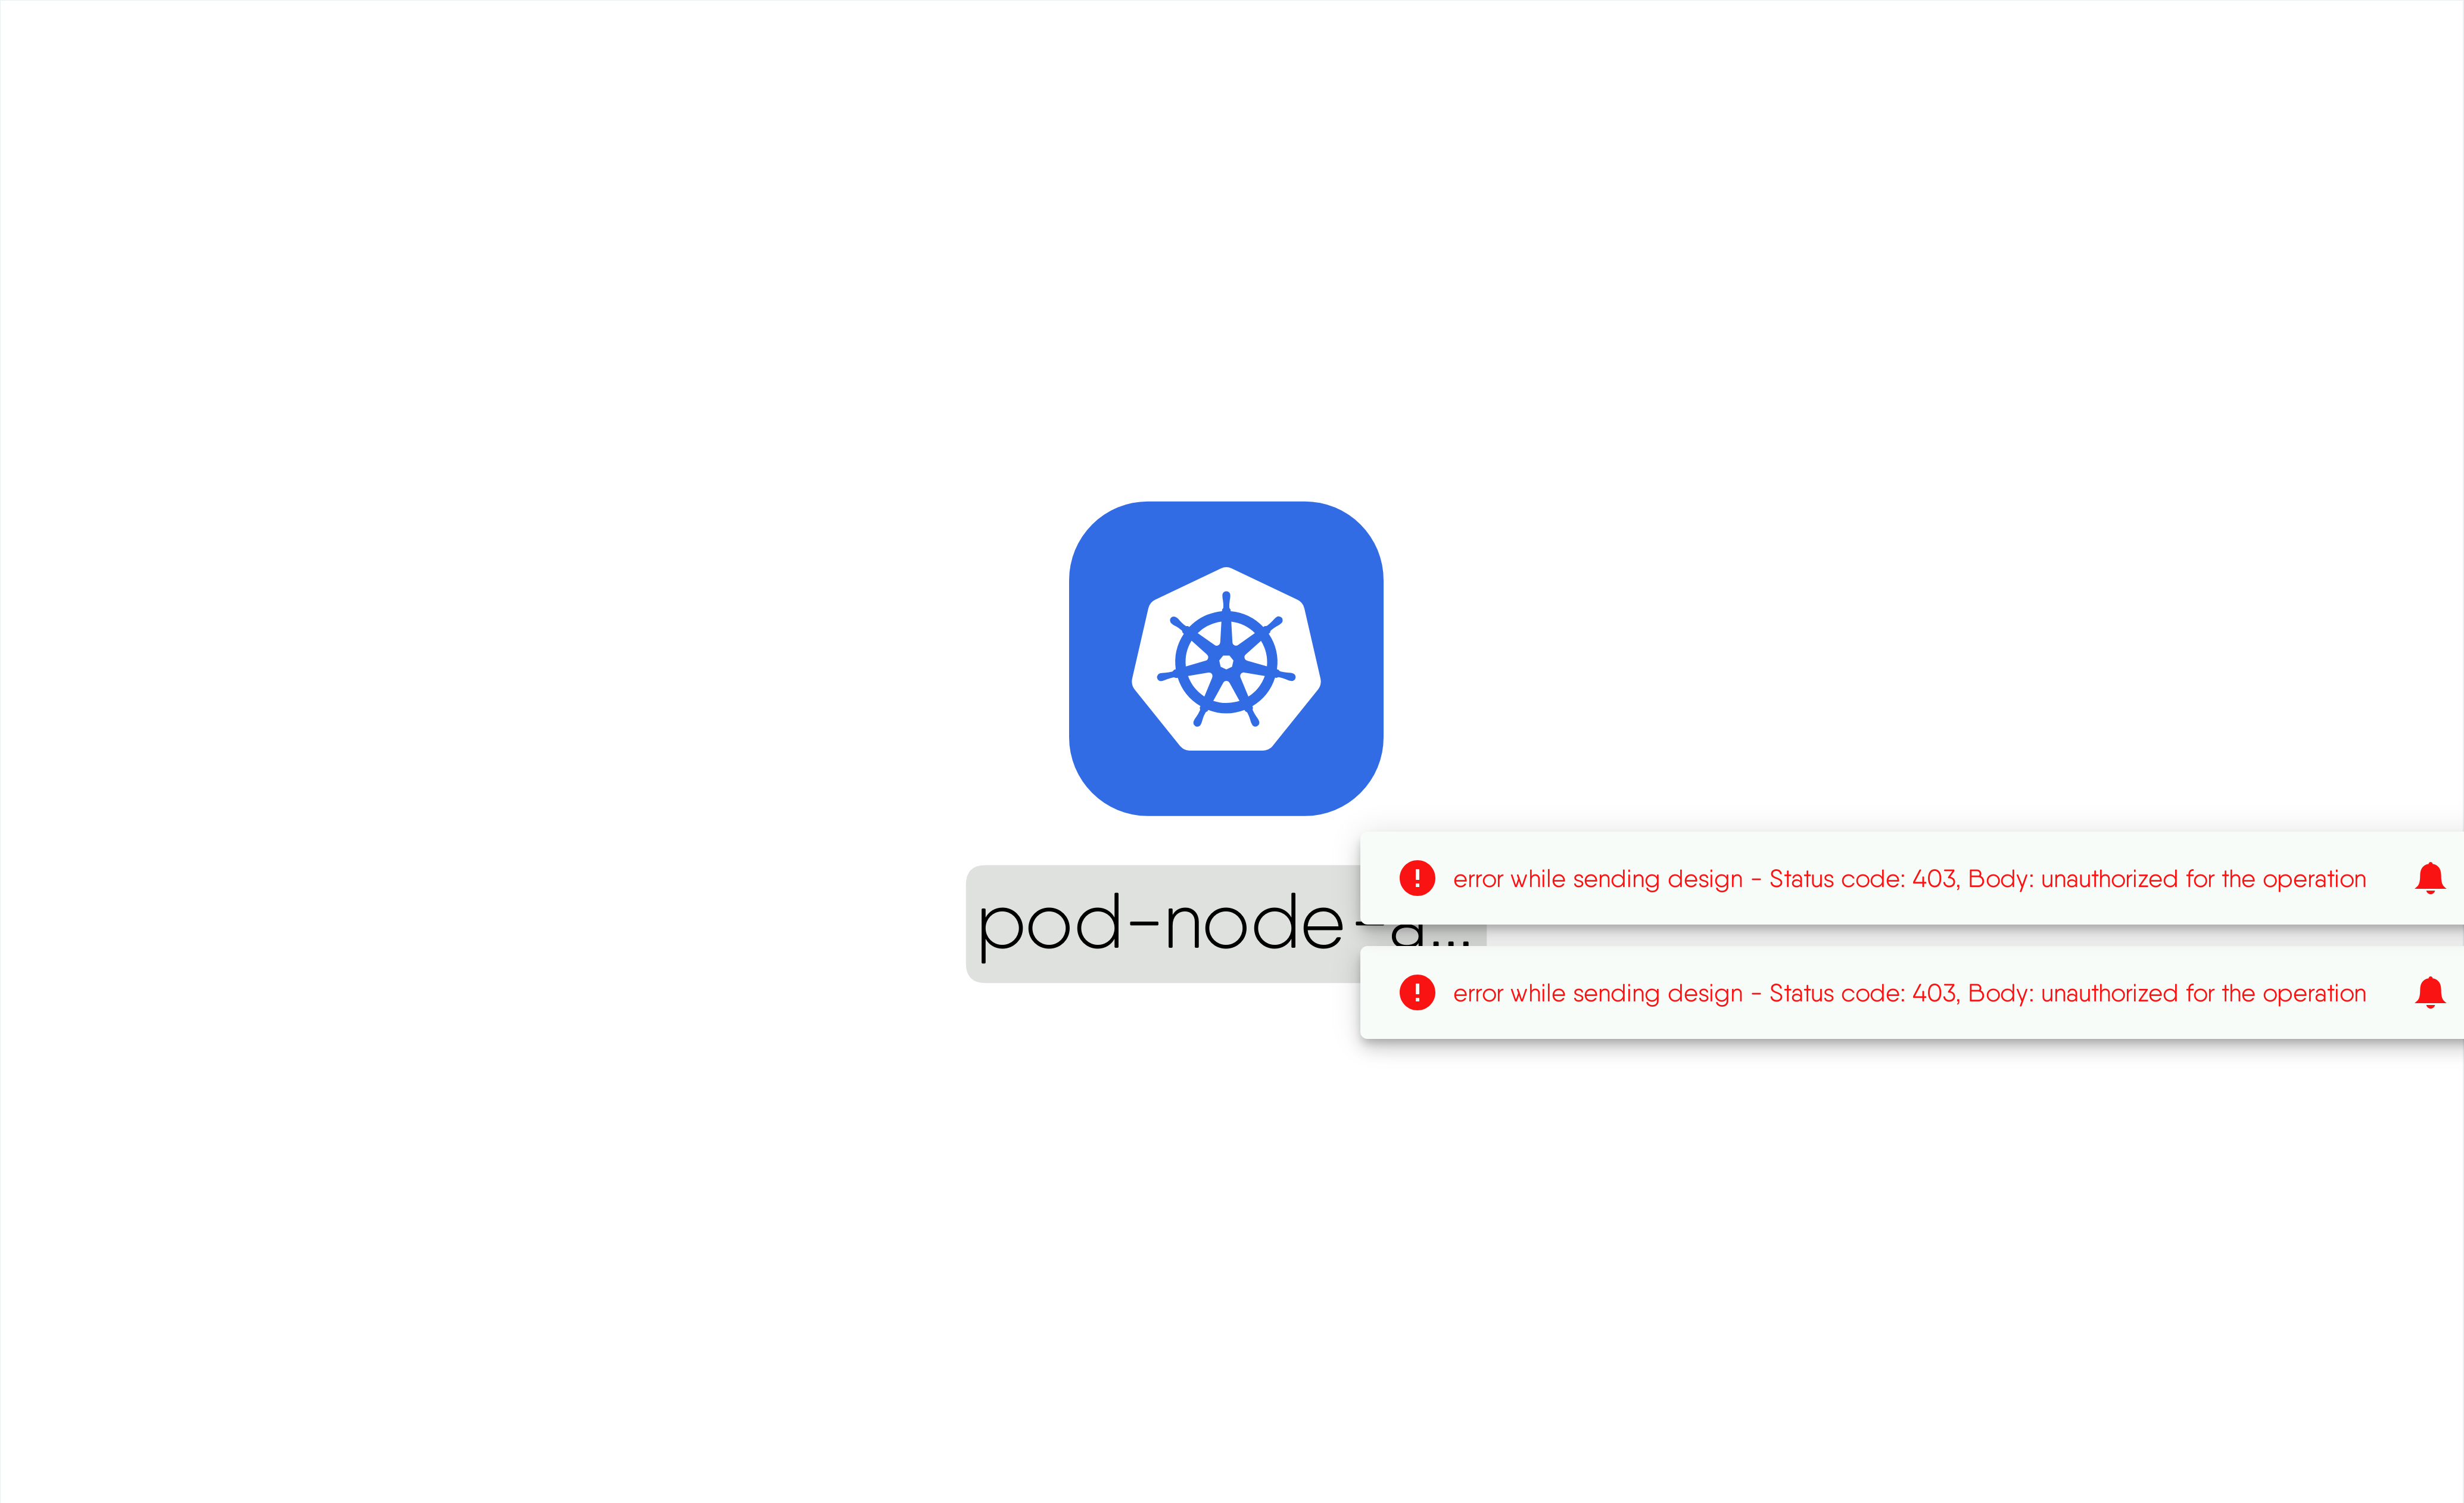 error while sending design - Status code: 403, Body: unauthorized for the operation
pod-node-a...
error while sending design - Status code: 403, Body: unauthorized for the operation